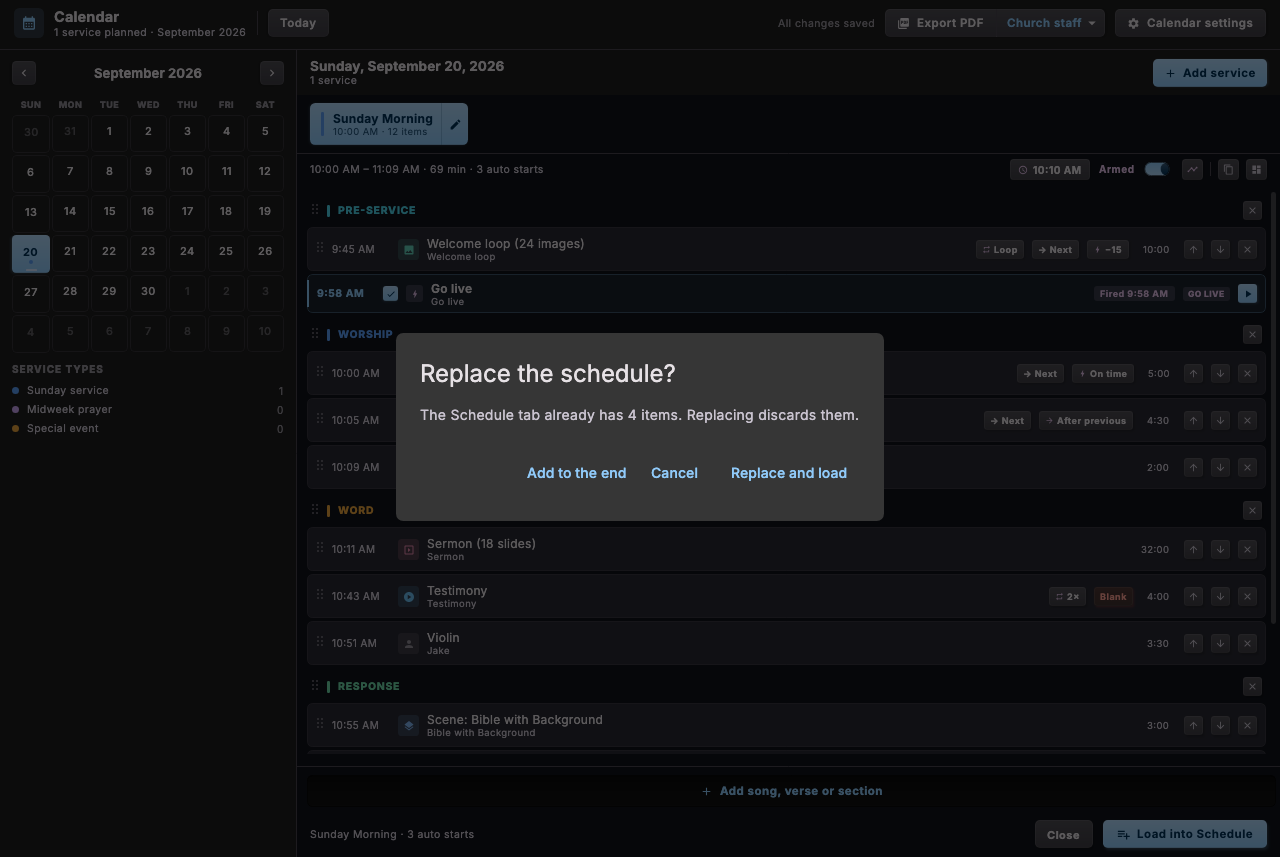 Calendar
1 service planned · September 2026
Today
All changes saved
Export PDF
Church staff
Calendar settings
September 2026
SUN MON TUE WED THU FRI SAT
30 31 1 2 3 4 5
6 7 8 9 10 11 12
13 14 15 16 17 18 19
20 21 22 23 24 25 26
27 28 29 30 1 2 3
4 5 6 7 8 9 10
SERVICE TYPES
Sunday service 1
Midweek prayer 0
Special event 0
Sunday, September 20, 2026
1 service
+ Add service
Sunday Morning
10:00 AM · 12 items
10:00 AM – 11:09 AM · 69 min · 3 auto starts
10:10 AM
Armed
PRE-SERVICE
9:45 AM
Welcome loop (24 images)
Welcome loop
Loop
→ Next
−15
10:00
9:58 AM
Go live
Go live
Fired 9:58 AM
GO LIVE
WORSHIP
10:00 AM
→ Next
On time
5:00
10:05 AM
→ Next
→ After previous
4:30
10:09 AM
2:00
Replace the schedule?
The Schedule tab already has 4 items. Replacing discards them.
Add to the end
Cancel
Replace and load
WORD
10:11 AM
Sermon (18 slides)
Sermon
32:00
10:43 AM
Testimony
Testimony
2×
Blank
4:00
10:51 AM
Violin
Jake
3:30
RESPONSE
10:55 AM
Scene: Bible with Background
Bible with Background
3:00
+ Add song, verse or section
Sunday Morning · 3 auto starts
Close
Load into Schedule